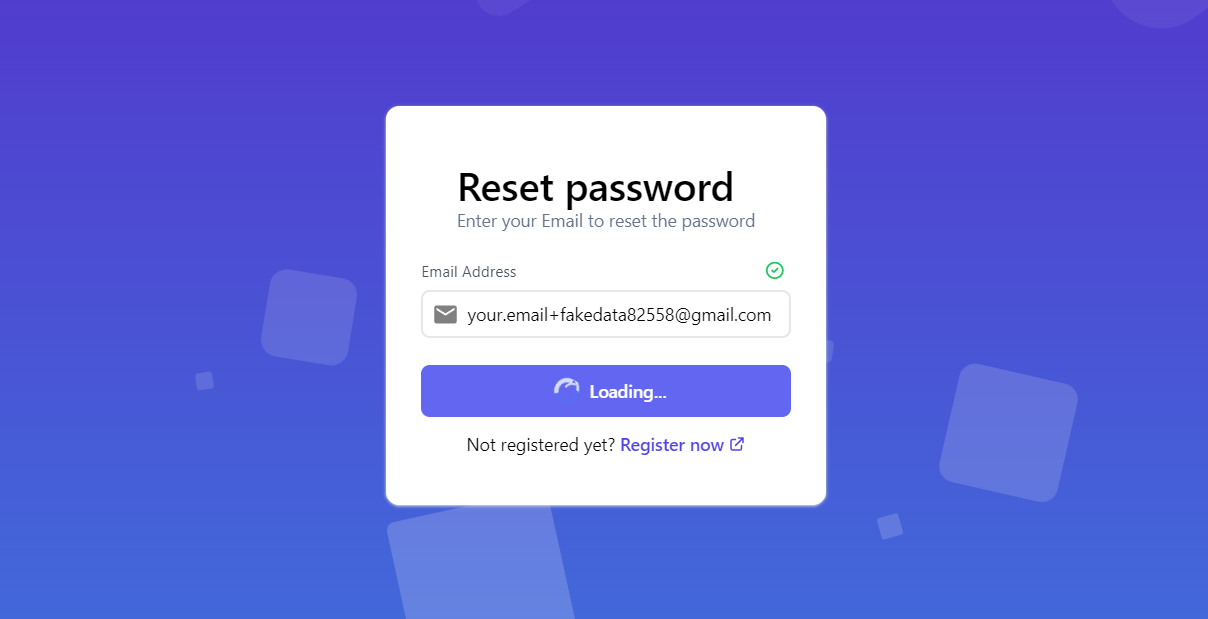 Reset password
Enter your Email to reset the password
Email Address
your.email+fakedata82558@gmail.com
Loading...
Not registered yet? Register now